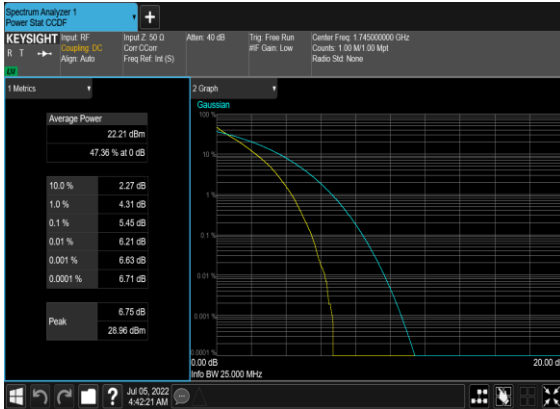 Spectrum Analyzer 1
Power Stat CCDF
KEYSIGHT
R T
Input: RF
Coupling: DC
Align: Auto
Input Z: 50 Ω
Corr CCorr
Freq Ref: Int (S)
Atten: 40 dB
Trig: Free Run
#IF Gain: Low
Center Freq: 1.745000000 GHz
Counts: 1.00 M/1.00 Mpt
Radio Std: None
1 Metrics
Average Power
22.21 dBm
47.36 % at 0 dB
10.0 % 2.27 dB
1.0 % 4.31 dB
0.1 % 5.45 dB
0.01 % 6.21 dB
0.001 % 6.63 dB
0.0001 % 6.71 dB
Peak
6.75 dB
28.96 dBm
2 Graph
Gaussian
100 %
10 %
1 %
0.1 %
0.01 %
0.001 %
0.0001 %
0.00 dB
20.00 d
Info BW 25.000 MHz
?
Jul 05, 2022
4:42:21 AM